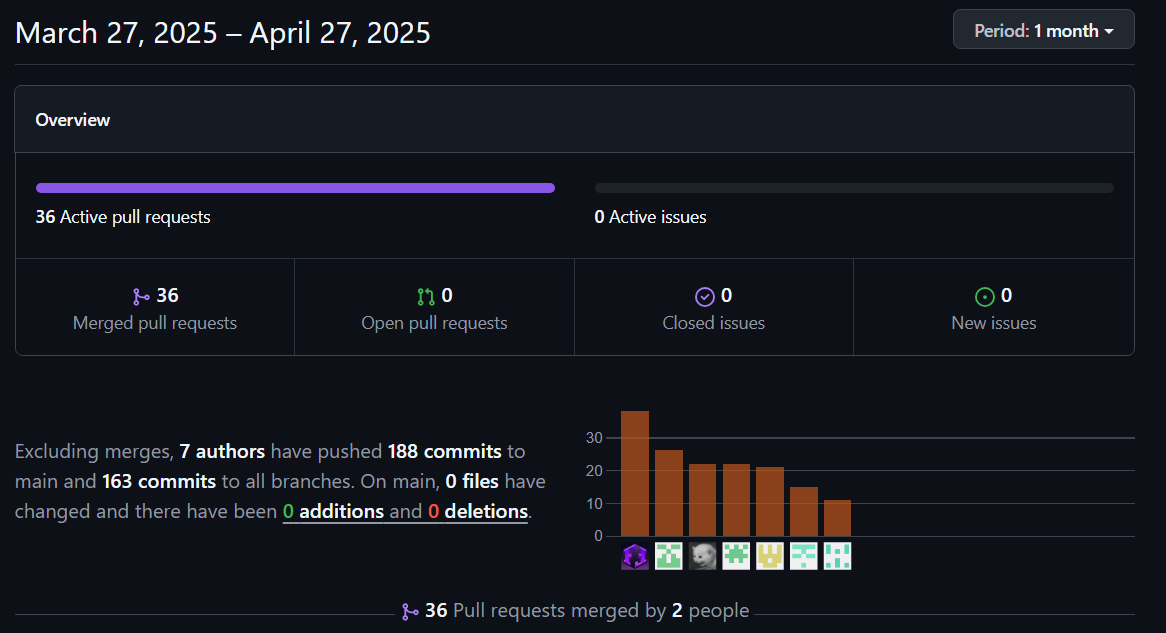 March 27, 2025 – April 27, 2025
Period: 1 month
Overview
36 Active pull requests
0 Active issues
36
Merged pull requests
0
Open pull requests
0
Closed issues
0
New issues
Excluding merges, 7 authors have pushed 188 commits to
main and 163 commits to all branches. On main, 0 files have
changed and there have been 0 additions and 0 deletions.
30
20
10
0
36 Pull requests merged by 2 people